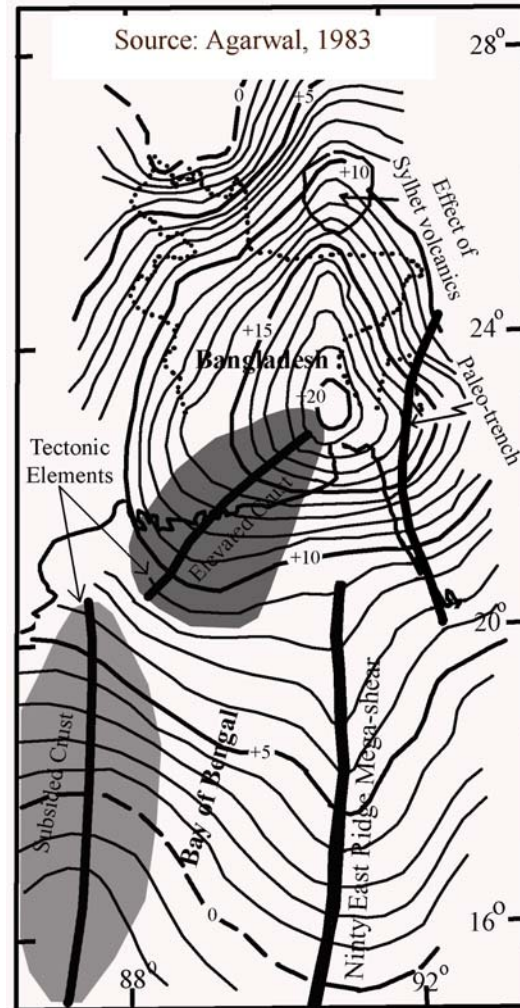 Source: Agarwal, 1983
28°
0
+5
+10
Effect of
Sylhet volcanics
24°
+15
Bangladesh
+20
Paleo-trench
Tectonic
Elements
Elevated Crust
+10
20°
Subsided Crust
Bay of Bengal
+5
Ninty East Ridge Mega-shear
0
16°
88°
92°